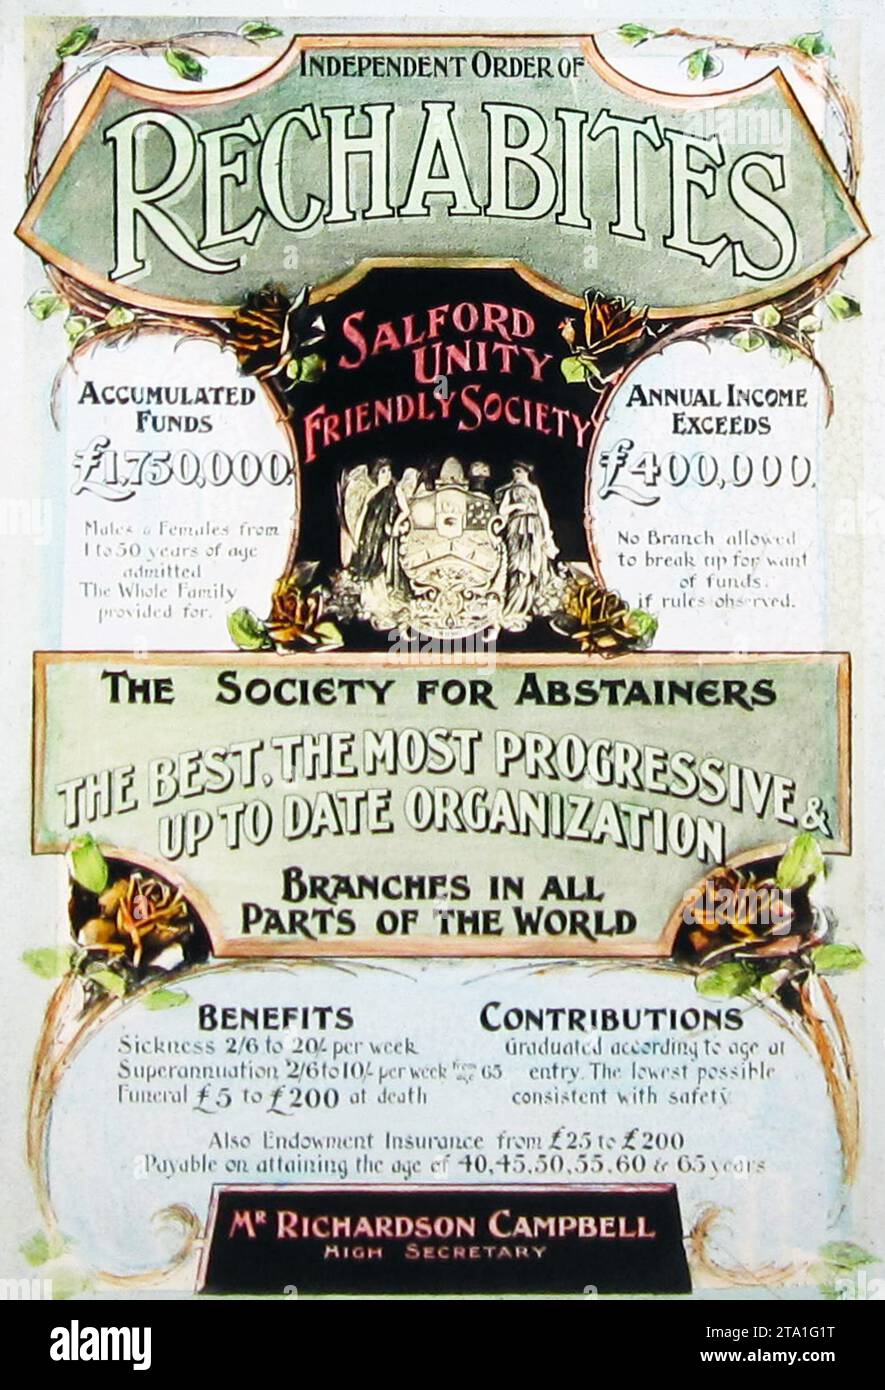 INDEPENDENT ORDER OF
RECHABITES
SALFORD
UNITY
FRIENDLY SOCIETY
ACCUMULATED
FUNDS
£1,750,000.
Males & Females from
1 to 50 years of age
admitted
The Whole Family
provided for.
ANNUAL INCOME
EXCEEDS
£400,000.
No Branch allowed
to break up for want
of funds.
if rules observed.
THE SOCIETY FOR ABSTAINERS
THE BEST, THE MOST PROGRESSIVE &
UP TO DATE ORGANIZATION
BRANCHES IN ALL
PARTS OF THE WORLD
BENEFITS
Sickness 2/6 to 20/- per week
Superannuation 2/6 to 10/- per week from age 65
Funeral £5 to £200 at death
CONTRIBUTIONS
Graduated according to age at
entry. The lowest possible
consistent with safety
Also Endowment Insurance from £25 to £200
Payable on attaining the age of 40, 45, 50, 55, 60 & 65 years
MR RICHARDSON CAMPBELL
HIGH SECRETARY
alamy
Image ID: 2TA1G1T
www.alamy.com